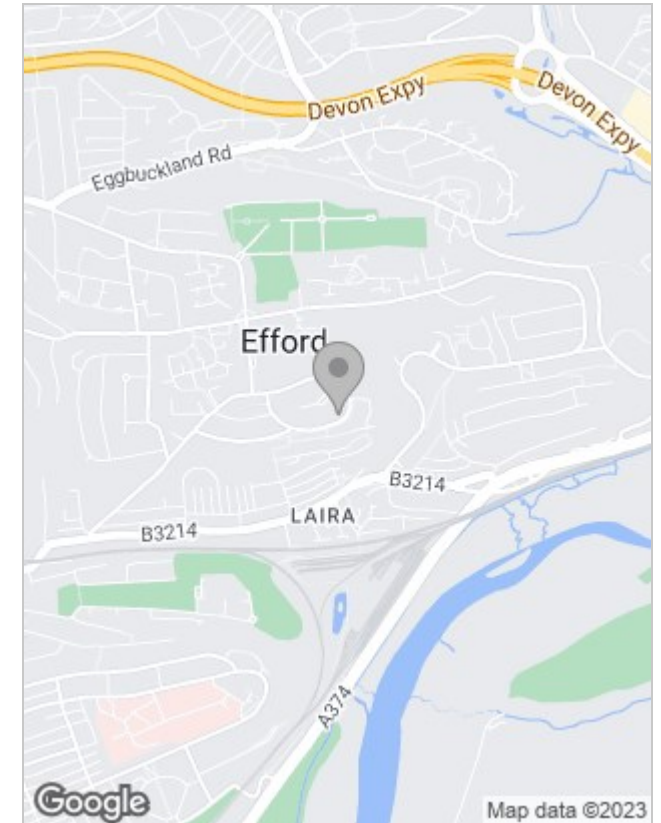 Devon Expy
Devon Expy
Eggbuckland Rd
Efford
B3214
LAIRA
B3214
A374
Google
Map data ©2023